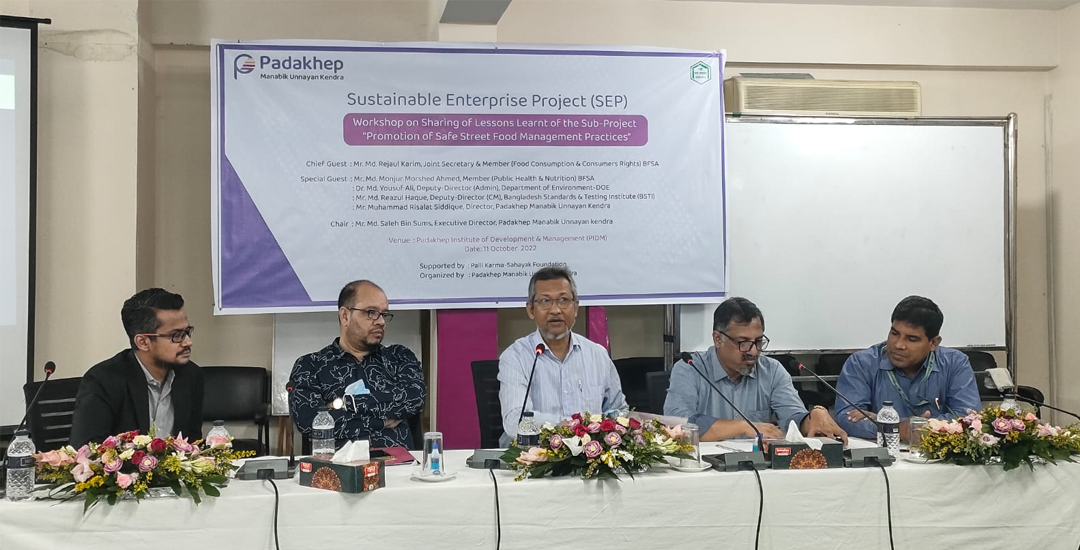 Padakhep
Manabik Unnayan Kendra
Sustainable Enterprise Project (SEP)
Workshop on Sharing of Lessons Learnt of the Sub-Project
"Promotion of Safe Street Food Management Practices"
Chief Guest : Mr. Md. Rejaul Karim, Joint Secretary & Member (Food Consumption & Consumers Rights) BFSA
Special Guest : Mr. Md. Monjur Morshed Ahmed, Member (Public Health & Nutrition) BFSA
: Dr. Md. Yousuf Ali, Deputy-Director (Admin), Department of Environment-DOE
: Mr. Md. Reazul Haque, Deputy-Director (CM), Bangladesh Standards & Testing Institute (BSTI)
: Mr. Muhammad Risalat Siddique, Director, Padakhep Manabik Unnayan Kendra
Chair : Mr. Md. Saleh Bin Sums, Executive Director, Padakhep Manabik Unnayan kendra
Venue : Padakhep Institute of Development & Management (PIDM)
Date: 11 October, 2022
Supported by : Palli Karma-Sahayak Foundation
Organized by : Padakhep Manabik